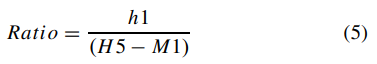 Ratio = h1 / (H5 − M1) (5)